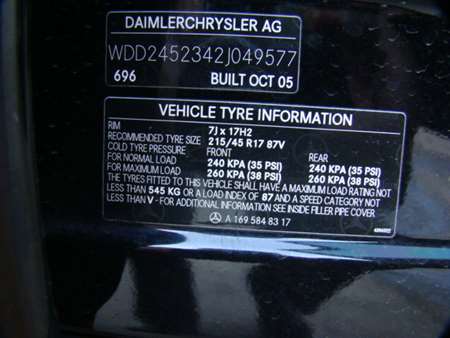 DAIMLERCHRYSLER AG
WDD2452342J049577
696 BUILT OCT 05
VEHICLE TYRE INFORMATION
RIM 7J x 17H2
RECOMMENDED TYRE SIZE 215/45 R17 87V
COLD TYRE PRESSURE FRONT REAR
FOR NORMAL LOAD 240 KPA (35 PSI) 240 KPA (35 PSI)
FOR MAXIMUM LOAD 260 KPA (38 PSI) 260 KPA (38 PSI)
THE TYRES FITTED TO THIS VEHICLE SHALL HAVE A MAXIMUM LOAD RATING NOT
LESS THAN 545 KG OR A LOAD INDEX OF 87 AND A SPEED CATEGORY NOT
LESS THAN V - FOR ADDITIONAL INFORMATION SEE INSIDE FILLER PIPE COVER
A 169 584 83 17